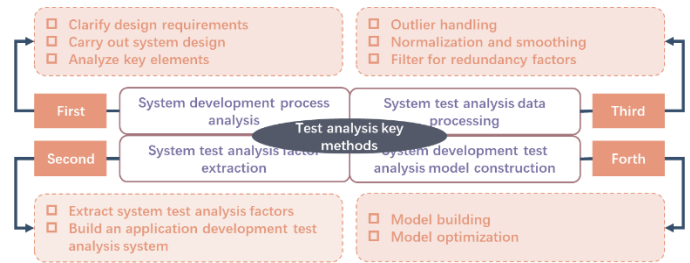 Clarify design requirements
Carry out system design
Analyze key elements
Outlier handling
Normalization and smoothing
Filter for redundancy factors
First
System development process
analysis
System test analysis data
processing
Third
Test analysis key
methods
Second
System test analysis factor
extraction
System development test
analysis model construction
Forth
Extract system test analysis factors
Build an application development test
analysis system
Model building
Model optimization